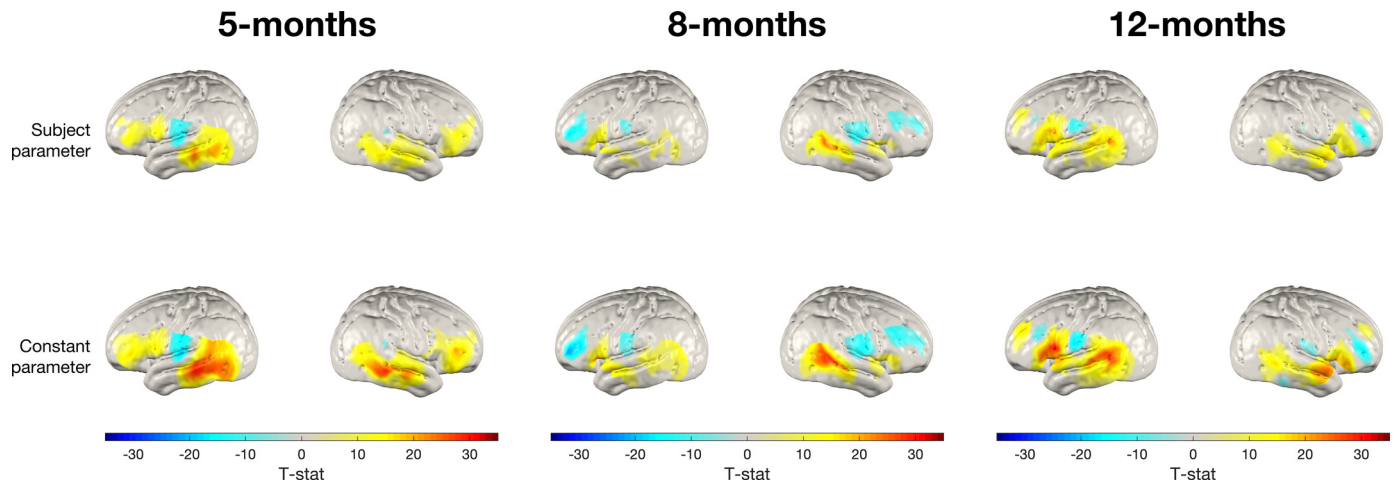 5-months 8-months 12-months
Subject
parameter
Constant
parameter
-30 -20 -10 0 10 20 30 -30 -20 -10 0 10 20 30 -30 -20 -10 0 10 20 30
T-stat T-stat T-stat